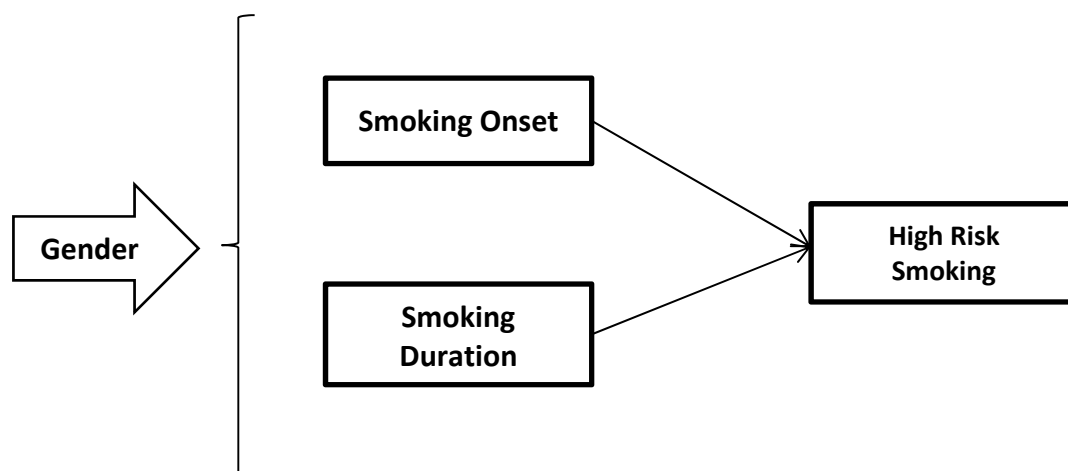 Smoking Onset
Gender
High Risk
Smoking
Smoking
Duration